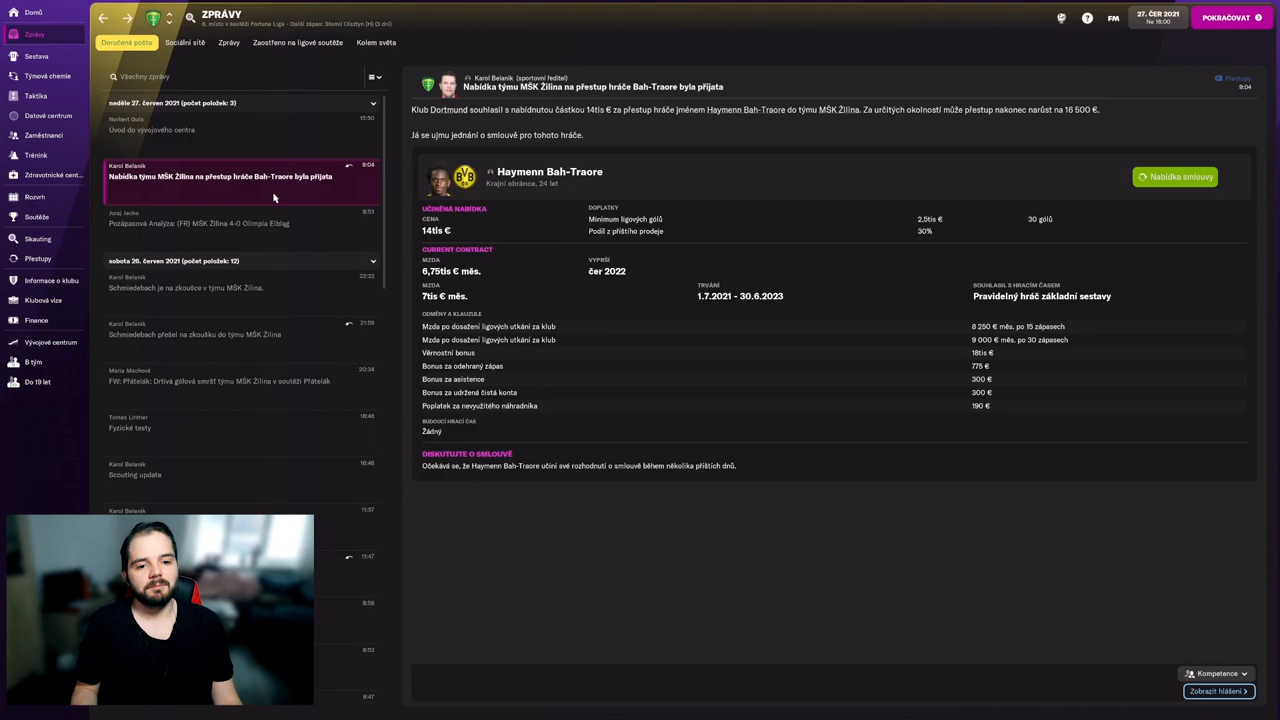 Domů
Zprávy
Sestava
Týmová chemie
Taktika
Datové centrum
Zaměstnanci
Trénink
Zdravotnické cent...
Rozvrh
Soutěže
Skauting
Přestupy
Informace o klubu
Klubová vize
Finance
Vývojové centrum
B tým
Do 19 let
ZPRÁVY
6. místo v soutěži Fortuna Liga - Další zápas: Stomil Olsztyn (H) (3 dni)
FM
27. ČER 2021
Ne 16:00
POKRAČOVAT
Doručená pošta
Sociální sítě
Zprávy
Zaostřeno na ligové soutěže
Kolem světa
Všechny zprávy
neděle 27. červen 2021 (počet položek: 3)
Norbert Gula
15:50
Úvod do vývojového centra
Karol Belanik
9:04
Nabídka týmu MŠK Žilina na přestup hráče Bah-Traore byla přijata
Juraj Jacko
8:53
Pozápasová Analýza: (FR) MŠK Žilina 4-0 Olimpia Elbląg
sobota 26. červen 2021 (počet položek: 12)
Karol Belanik
22:22
Schmiedebach je na zkoušce v týmu MŠK Žilina.
Karol Belanik
21:59
Schmiedebach přešel na zkoušku do týmu MŠK Žilina
Maria Machová
20:34
FW: Přátelák: Drtivá gólová smršť týmu MŠK Žilina v soutěži Přátelák
Tomas Lintner
18:46
Fyzické testy
Karol Belanik
16:46
Scouting update
Karol Belanik
11:57
11:47
8:56
8:53
8:47
Karol Belanik (sportovní ředitel)
Nabídka týmu MŠK Žilina na přestup hráče Bah-Traore byla přijata
Přestupy
9:04
Klub Dortmund souhlasil s nabídnutou částkou 14tis € za přestup hráče jménem Haymenn Bah-Traore do týmu MŠK Žilina. Za určitých okolností může přestup nakonec narůst na 16 500 €.
Já se ujmu jednání o smlouvě pro tohoto hráče.
Haymenn Bah-Traore
Krajní obránce, 24 let
Nabídka smlouvy
UČINĚNÁ NABÍDKA
DOPLATKY
CENA
14tis €
Minimum ligových gólů
2,5tis €
30 gólů
Podíl z příštího prodeje
30%
CURRENT CONTRACT
MZDA
6,75tis € měs.
VYPRŠÍ
čer 2022
MZDA
7tis € měs.
TRVÁNÍ
1.7.2021 - 30.6.2023
SOUHLASIL S HRACÍM ČASEM
Pravidelný hráč základní sestavy
ODMĚNY A KLAUZULE
Mzda po dosažení ligových utkání za klub
8 250 € měs. po 15 zápasech
Mzda po dosažení ligových utkání za klub
9 000 € měs. po 30 zápasech
Věrnostní bonus
18tis €
Bonus za odehraný zápas
775 €
Bonus za asistence
300 €
Bonus za udržená čistá konta
300 €
Poplatek za nevyužitého náhradníka
190 €
BUDOUCÍ HRACÍ ČAS
Žádný
DISKUTUJTE O SMLOUVĚ
Očekává se, že Haymenn Bah-Traore učiní své rozhodnutí o smlouvě během několika příštích dnů.
Kompetence
Zobrazit hlášení